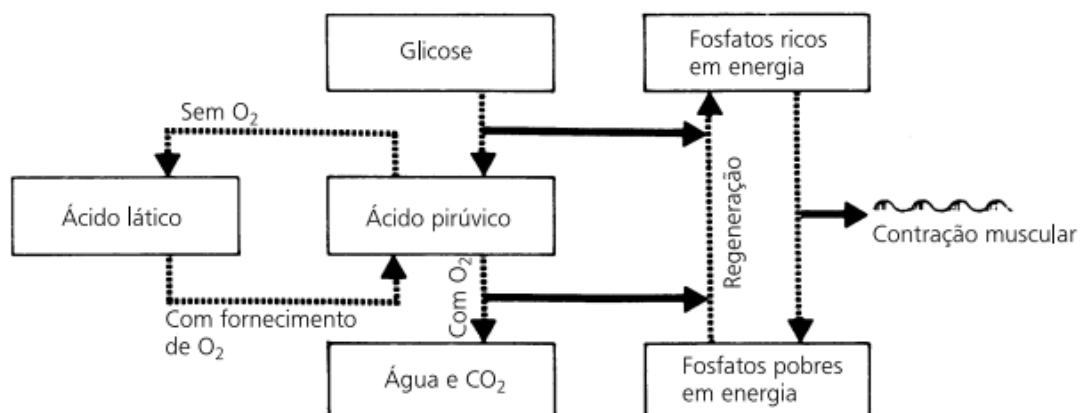 Glicose
Fosfatos ricos
em energia
Sem O₂
Ácido lático
Ácido pirúvico
Regeneração
Contração muscular
Com O₂
Com fornecimento
de O₂
Água e CO₂
Fosfatos pobres
em energia